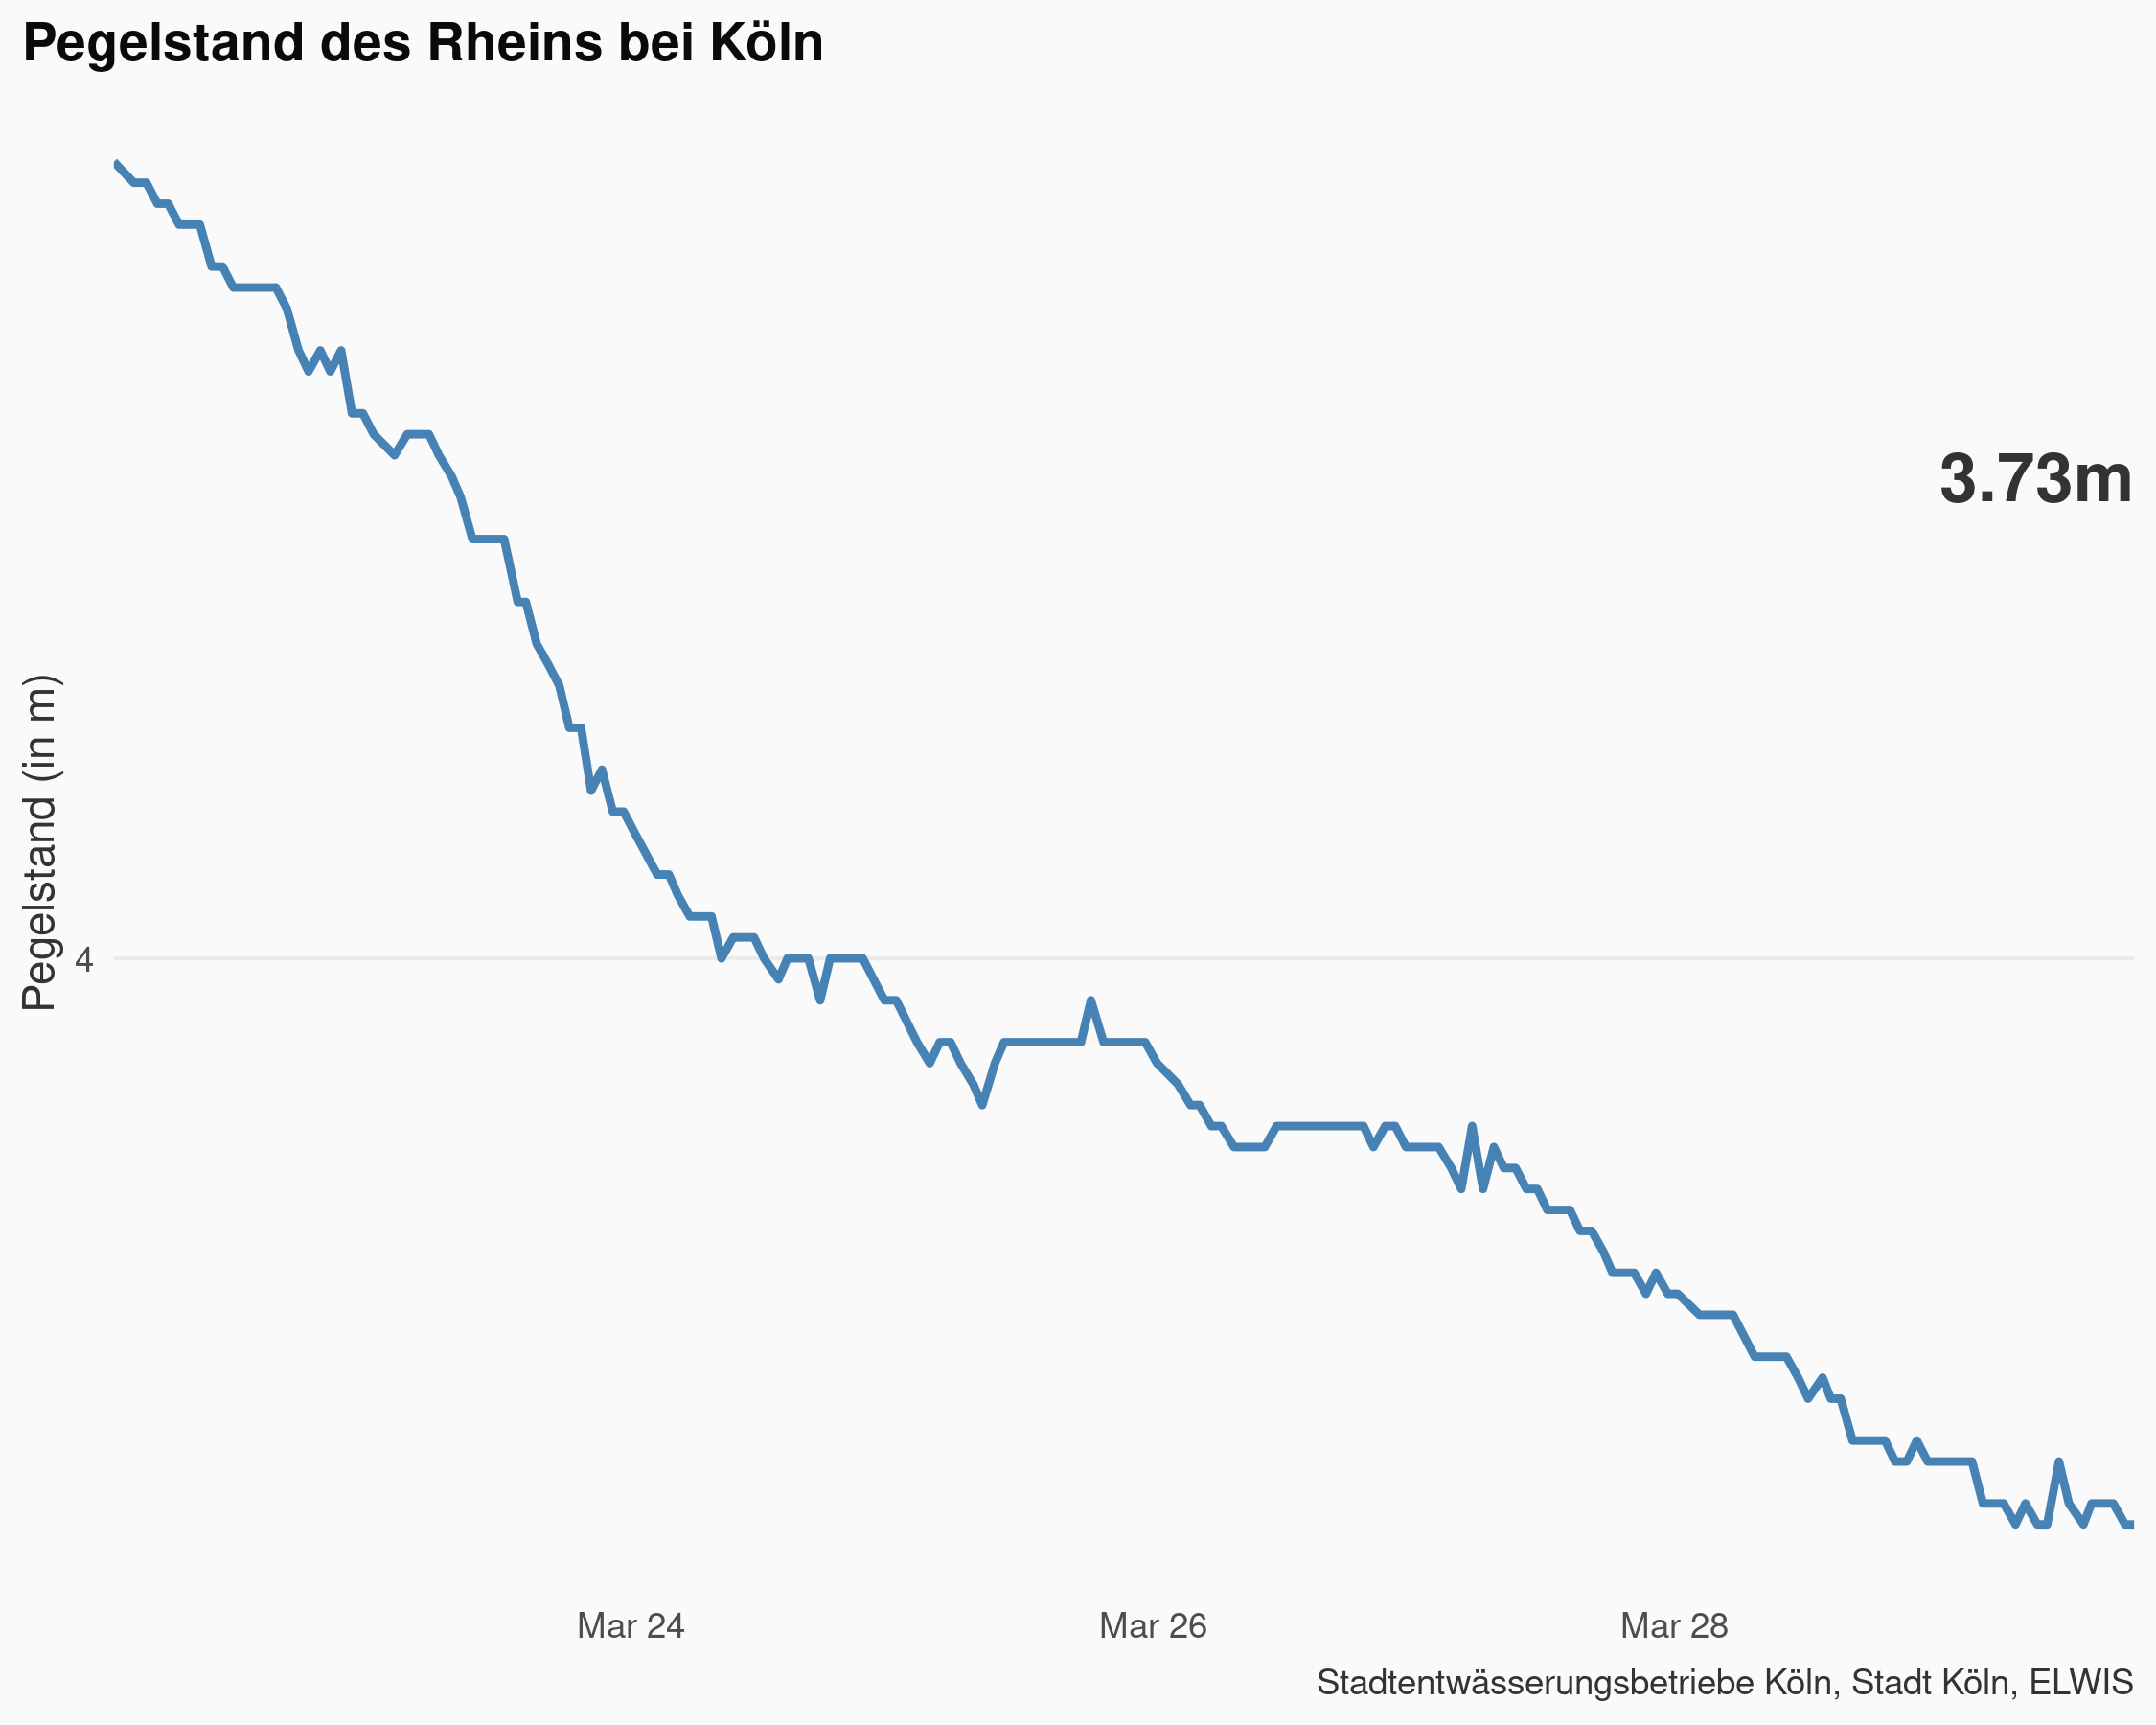 Pegelstand des Rheins bei Köln
3.73m
Pegelstand (in m)
4
Mar 24
Mar 26
Mar 28
Stadtentwässerungsbetriebe Köln, Stadt Köln, ELWIS